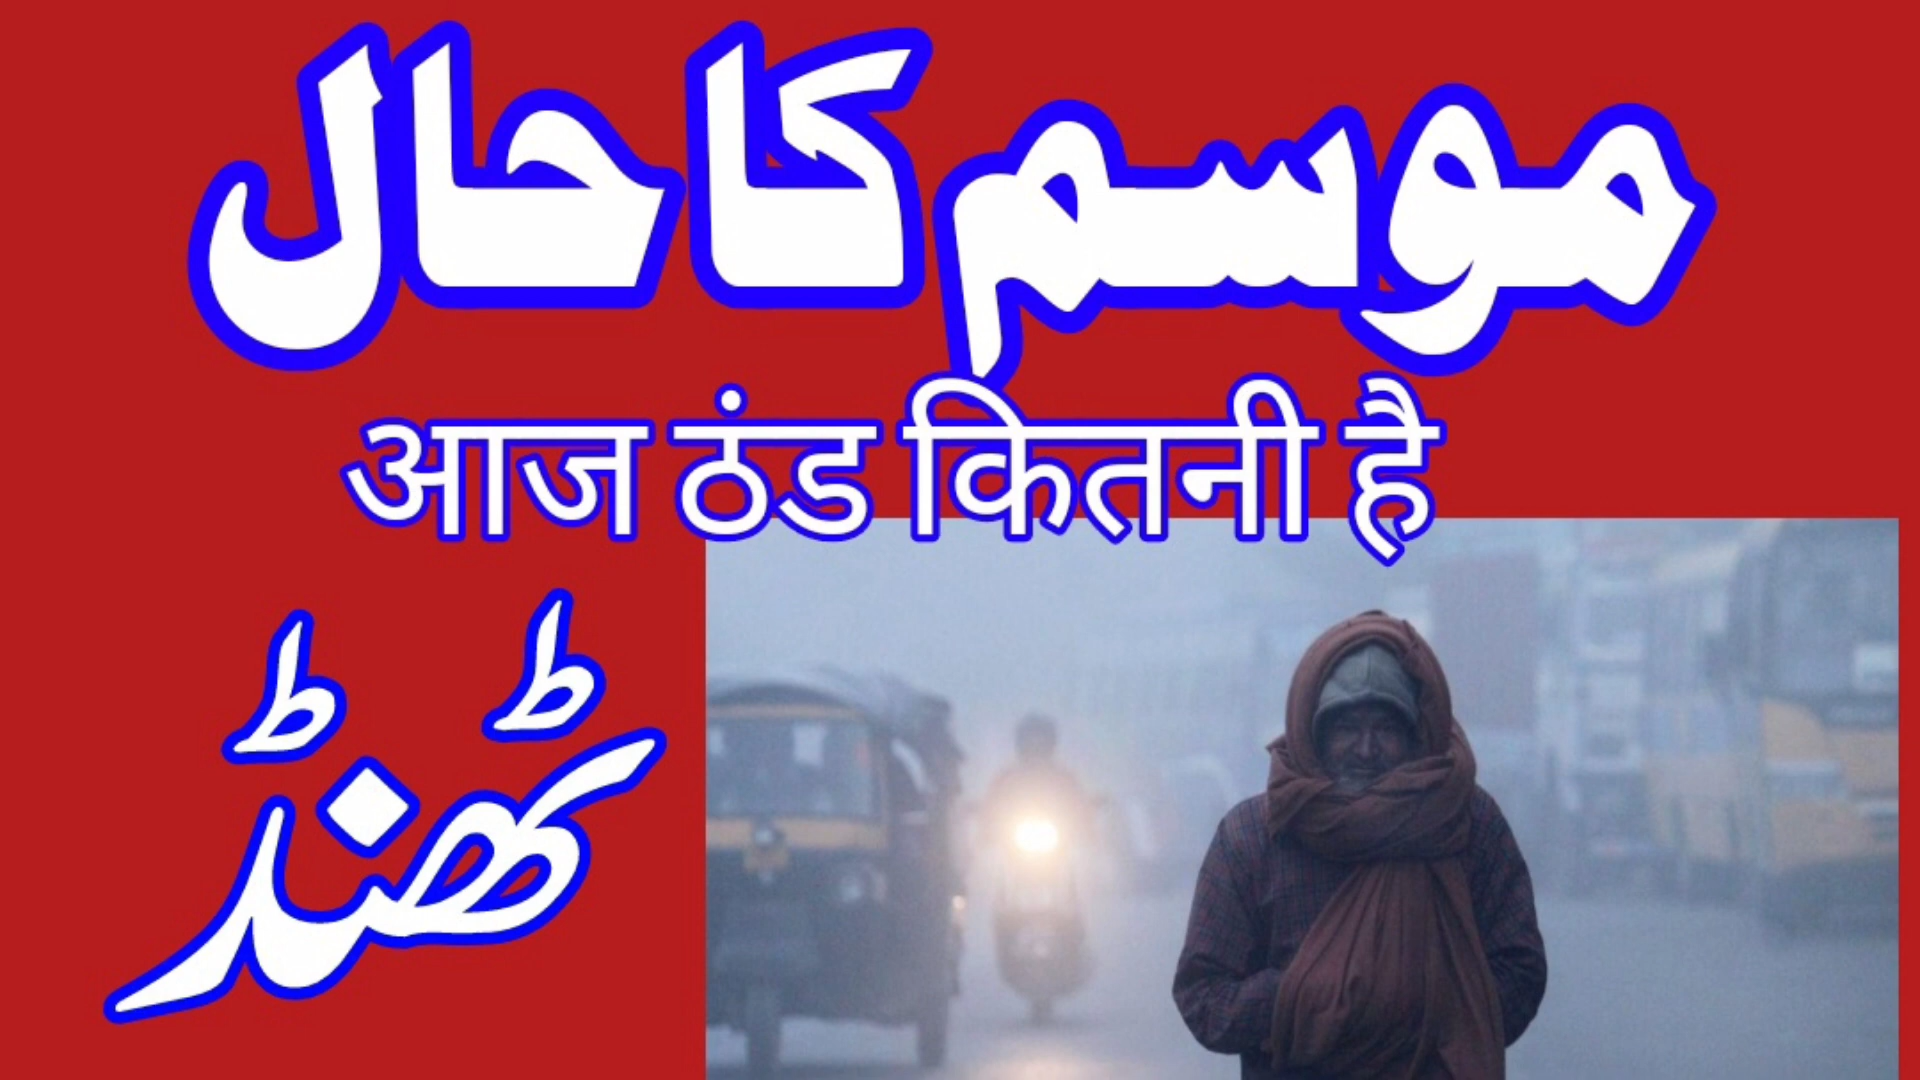 موسم کا حال
आज ठंड कितनी है
ٹھنڈ